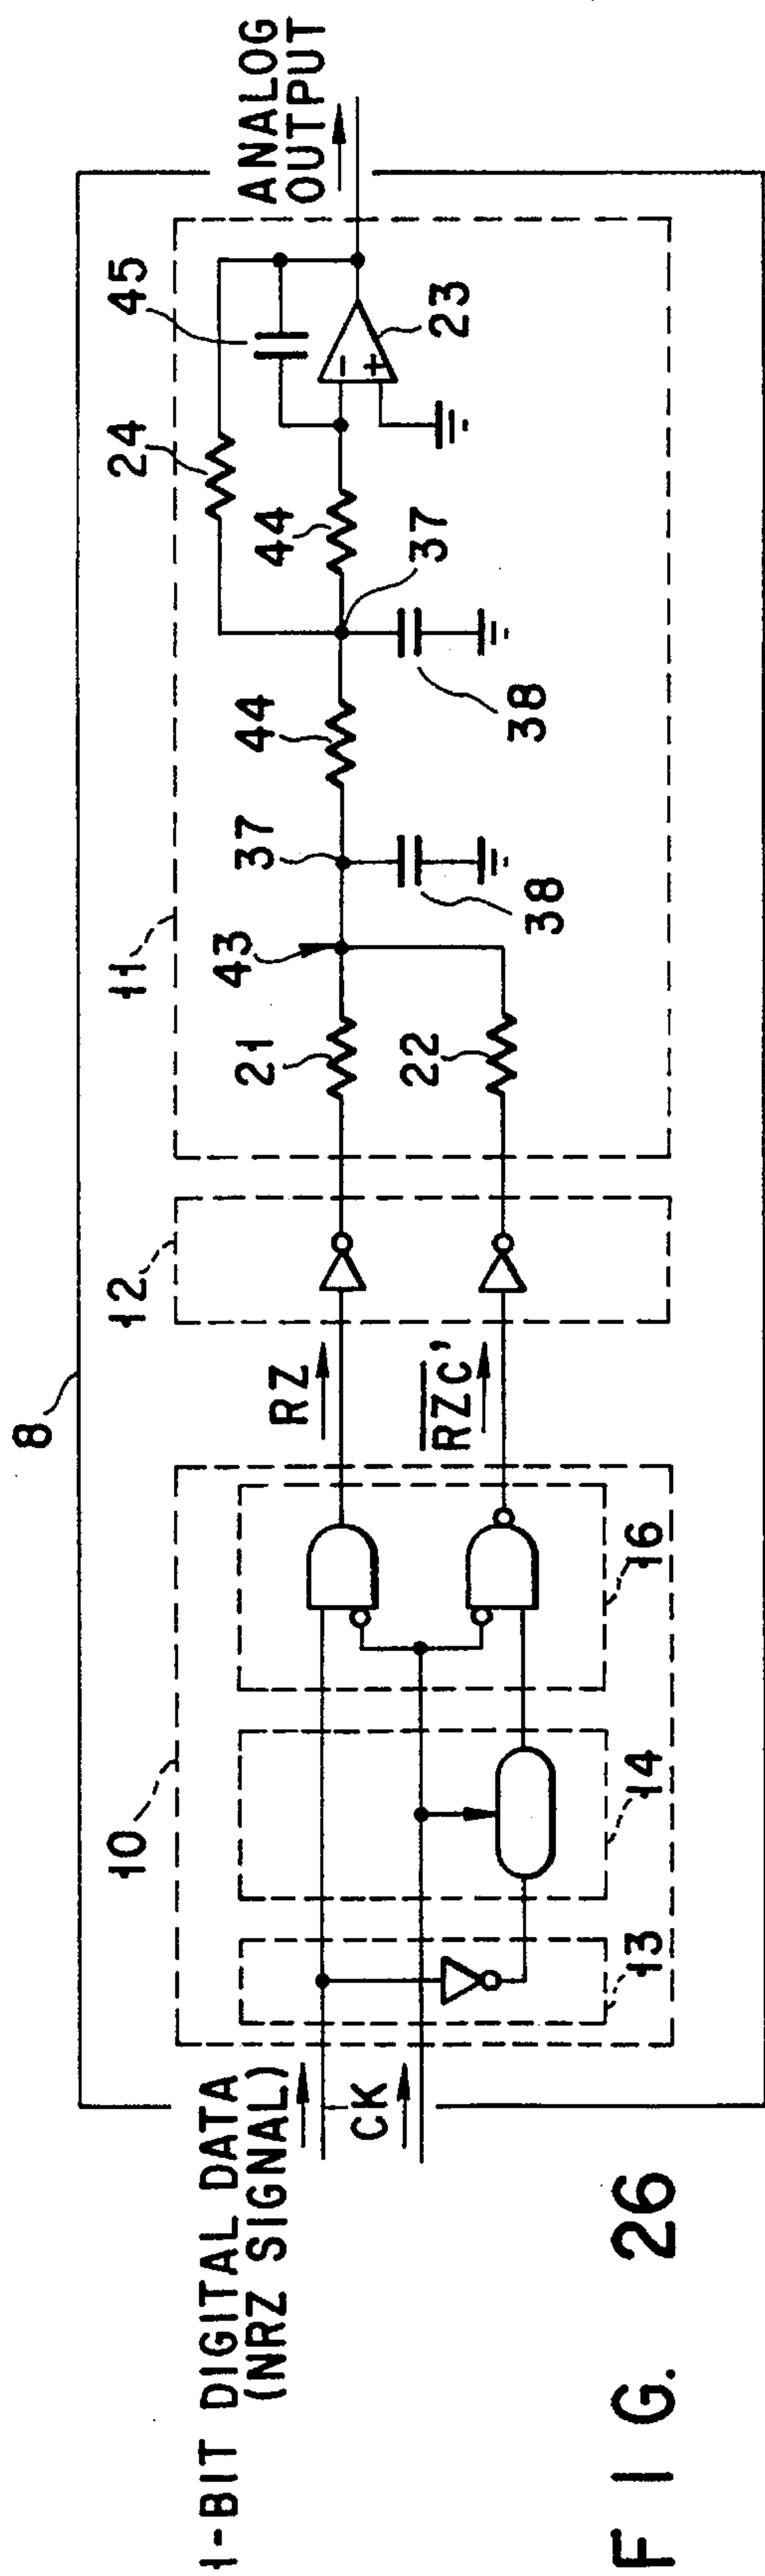 8
10
12
11
1-BIT DIGITAL DATA
(NRZ SIGNAL)
CK
13
14
16
RZ
RZC'
21
22
43
37
38
44
37
38
44
24
45
-
+
23
ANALOG
OUTPUT
FIG. 26